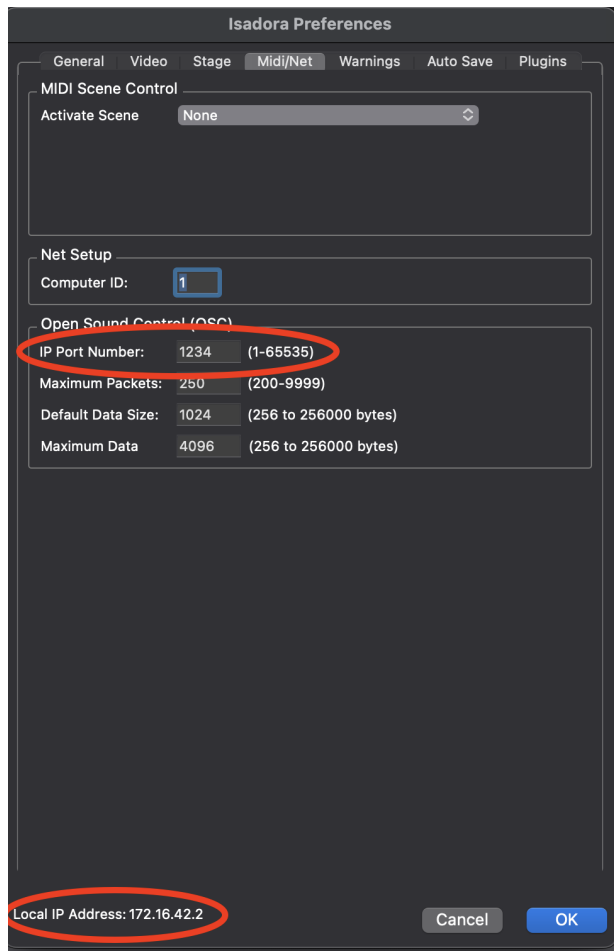 Isadora Preferences
General Video Stage Midi/Net Warnings Auto Save Plugins
MIDI Scene Control
Activate Scene None
Net Setup
Computer ID: 1
Open Sound Control (OSC)
IP Port Number: 1234 (1-65535)
Maximum Packets: 250 (200-9999)
Default Data Size: 1024 (256 to 256000 bytes)
Maximum Data 4096 (256 to 256000 bytes)
Local IP Address: 172.16.42.2
Cancel OK